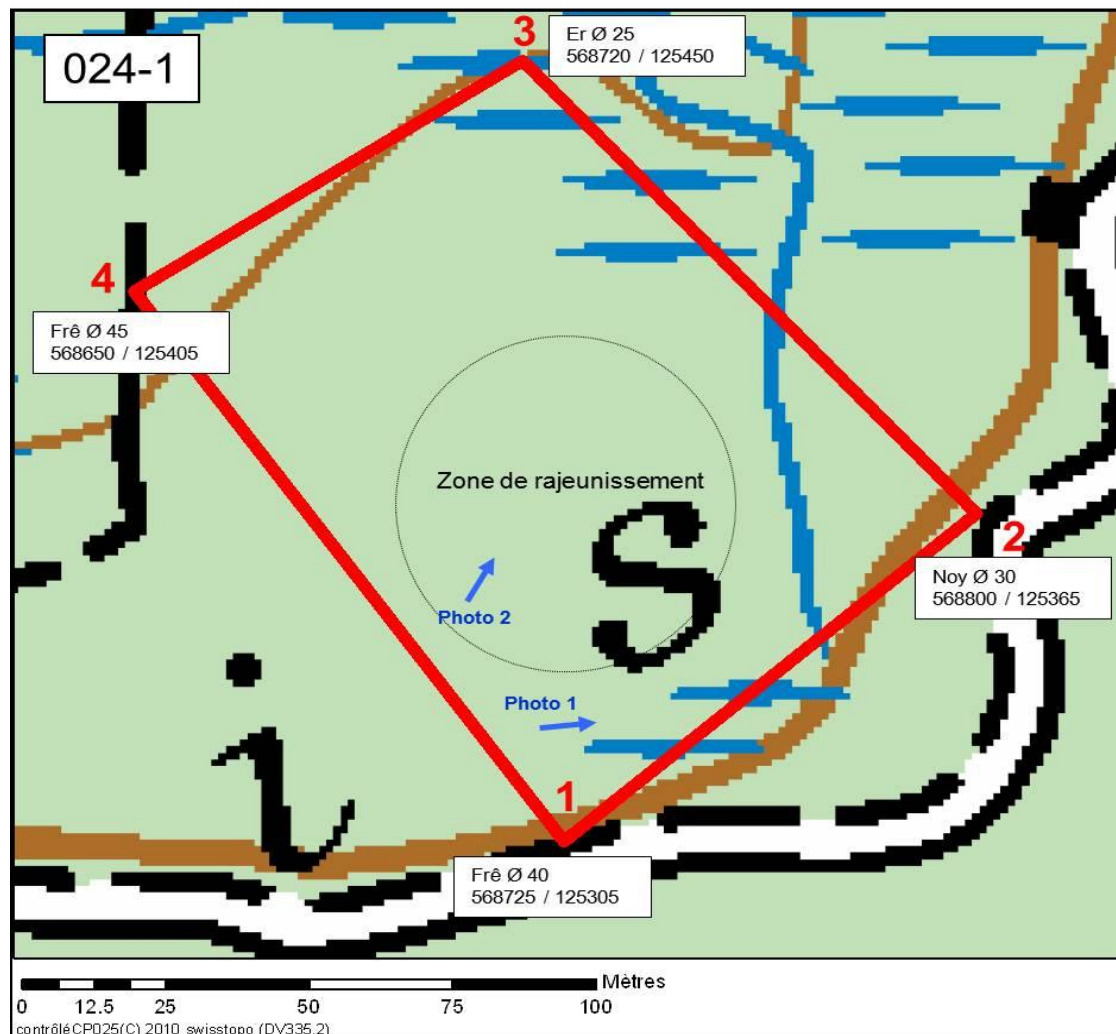 024-1
3
Er Ø 25
568720 / 125450
4
Frê Ø 45
568650 / 125405
Zone de rajeunissement
S
2
Noy Ø 30
568800 / 125365
Photo 2
Photo 1
i
1
Frê Ø 40
568725 / 125305
Mètres
0 12.5 25 50 75 100
contrôléCP025(C) 2010 swisstopo (DV335.2)